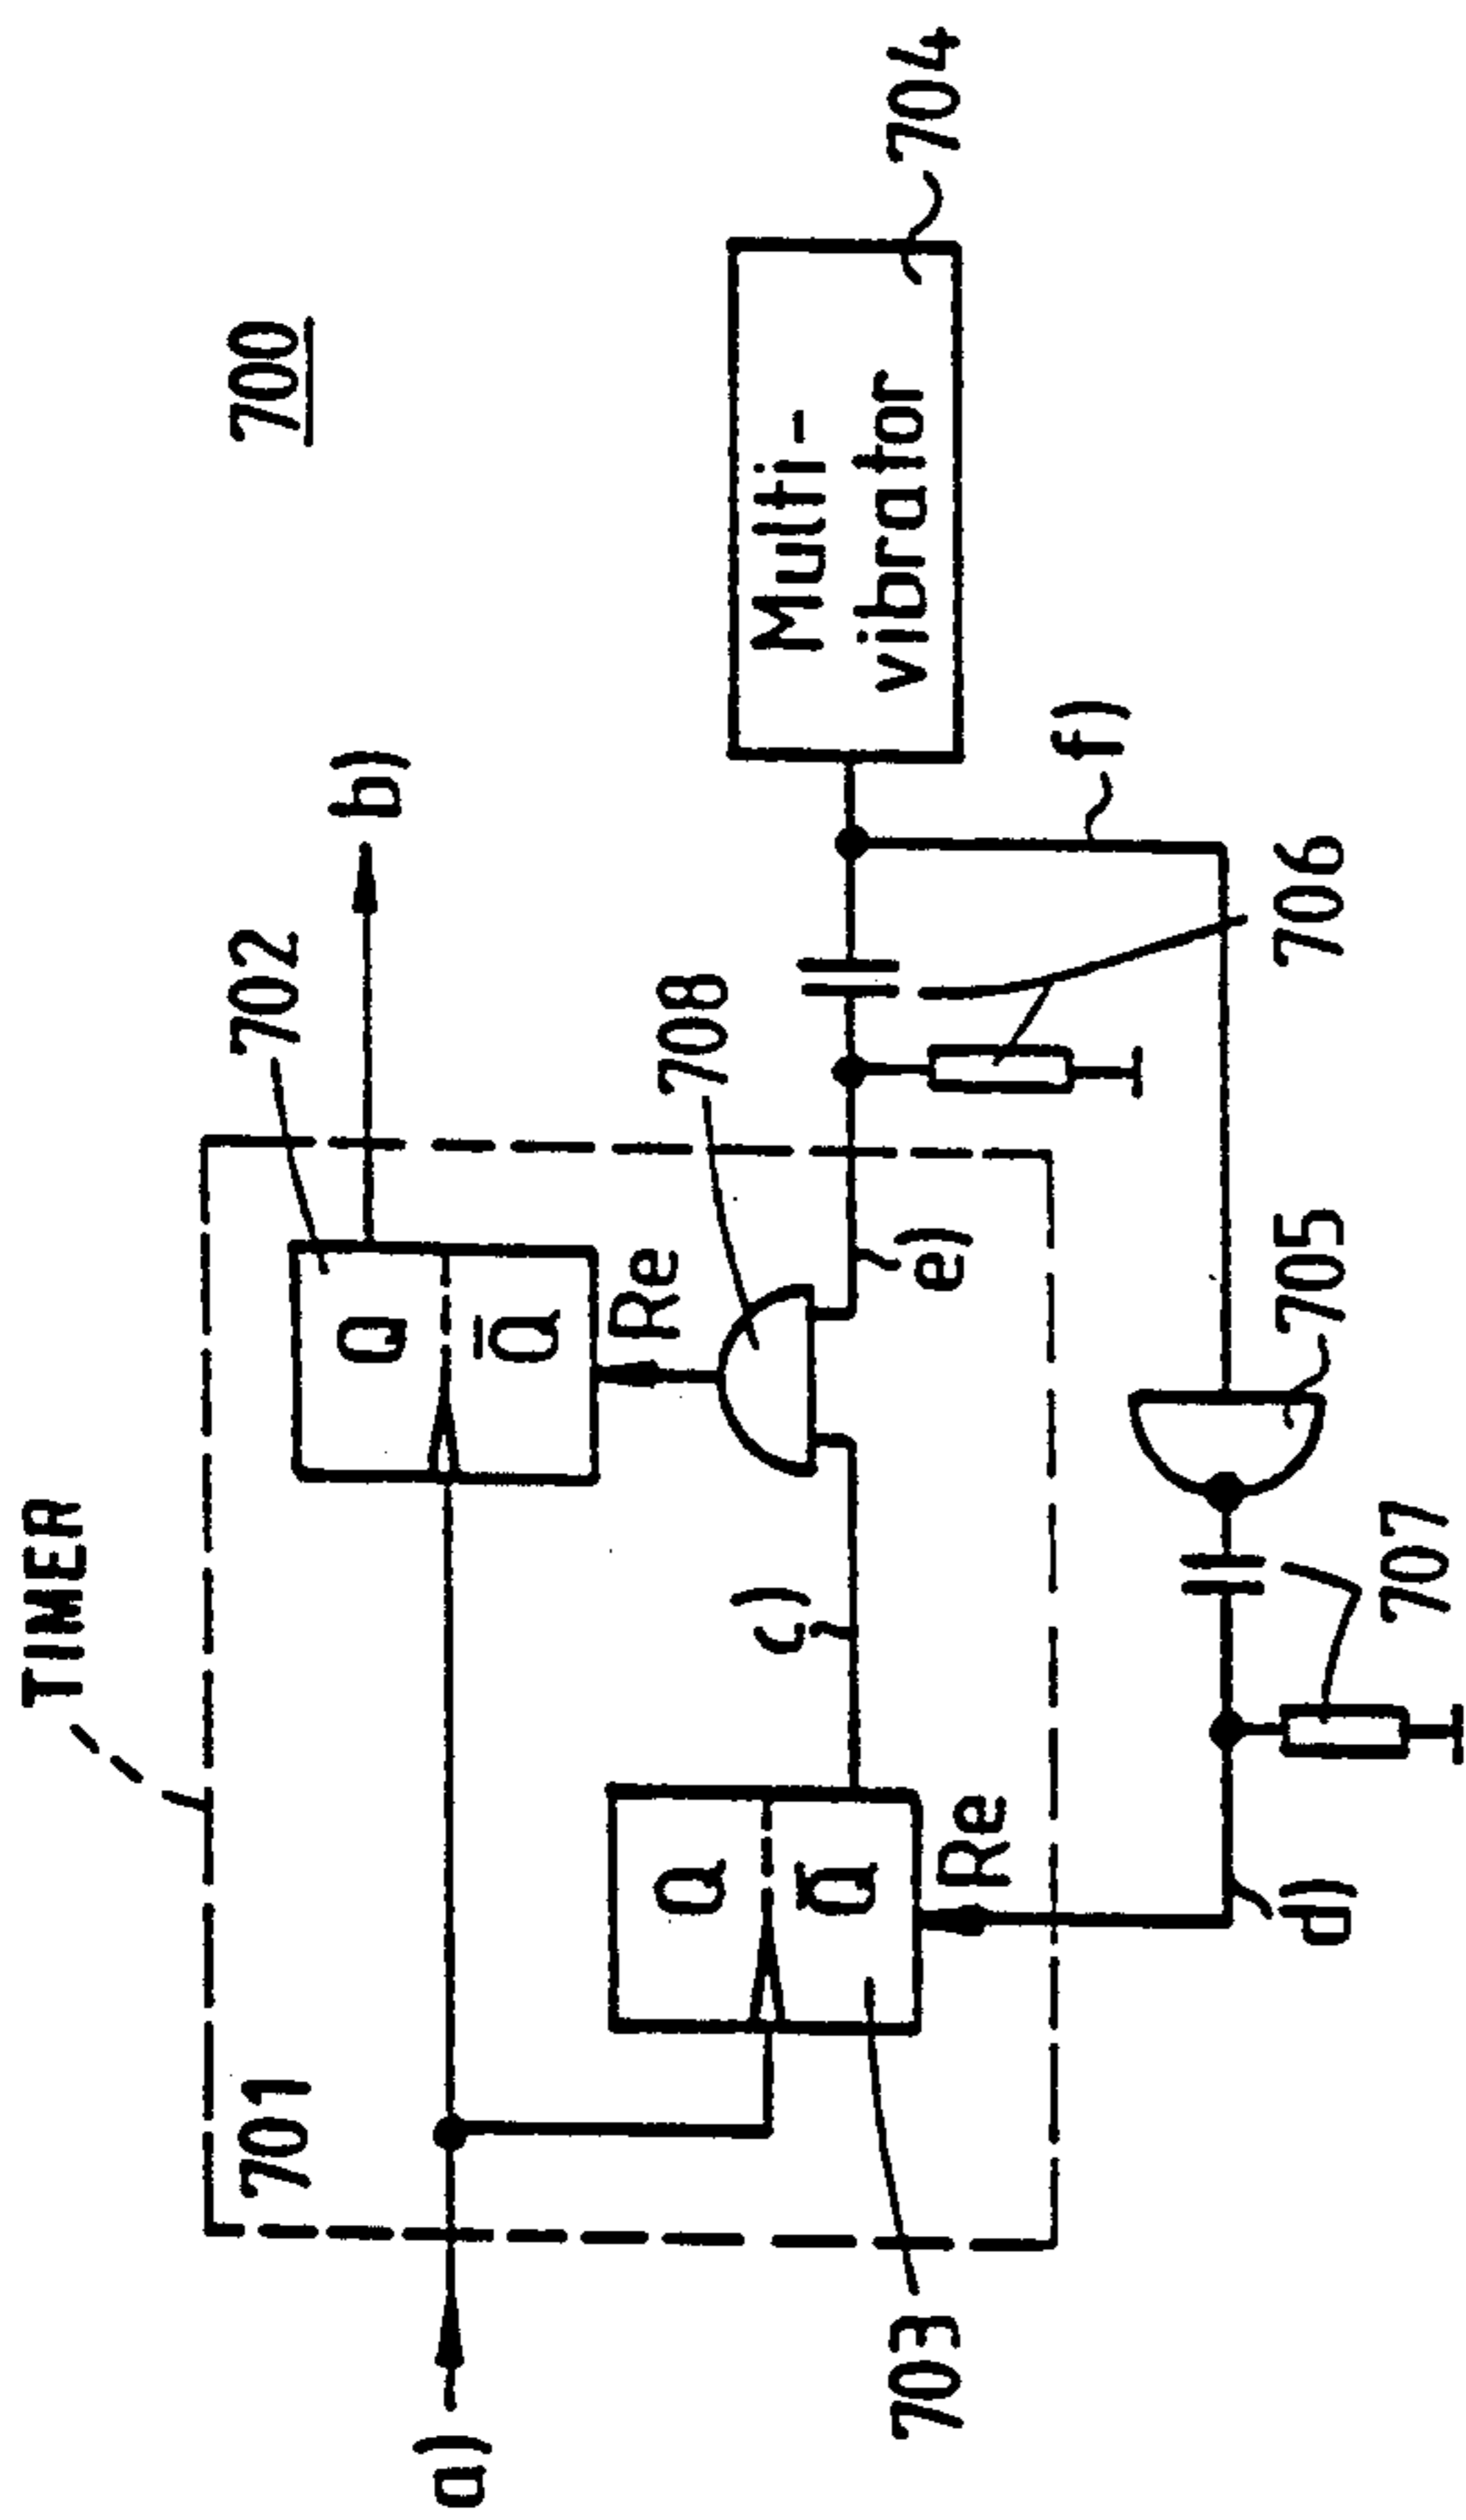 TIMER
700
702
b)
701
Q
Q̅
Re
708
Multi-
vibrator
704
a)
Q
Q̅
Re
c)
e)
f)
703
d)
705
706
707